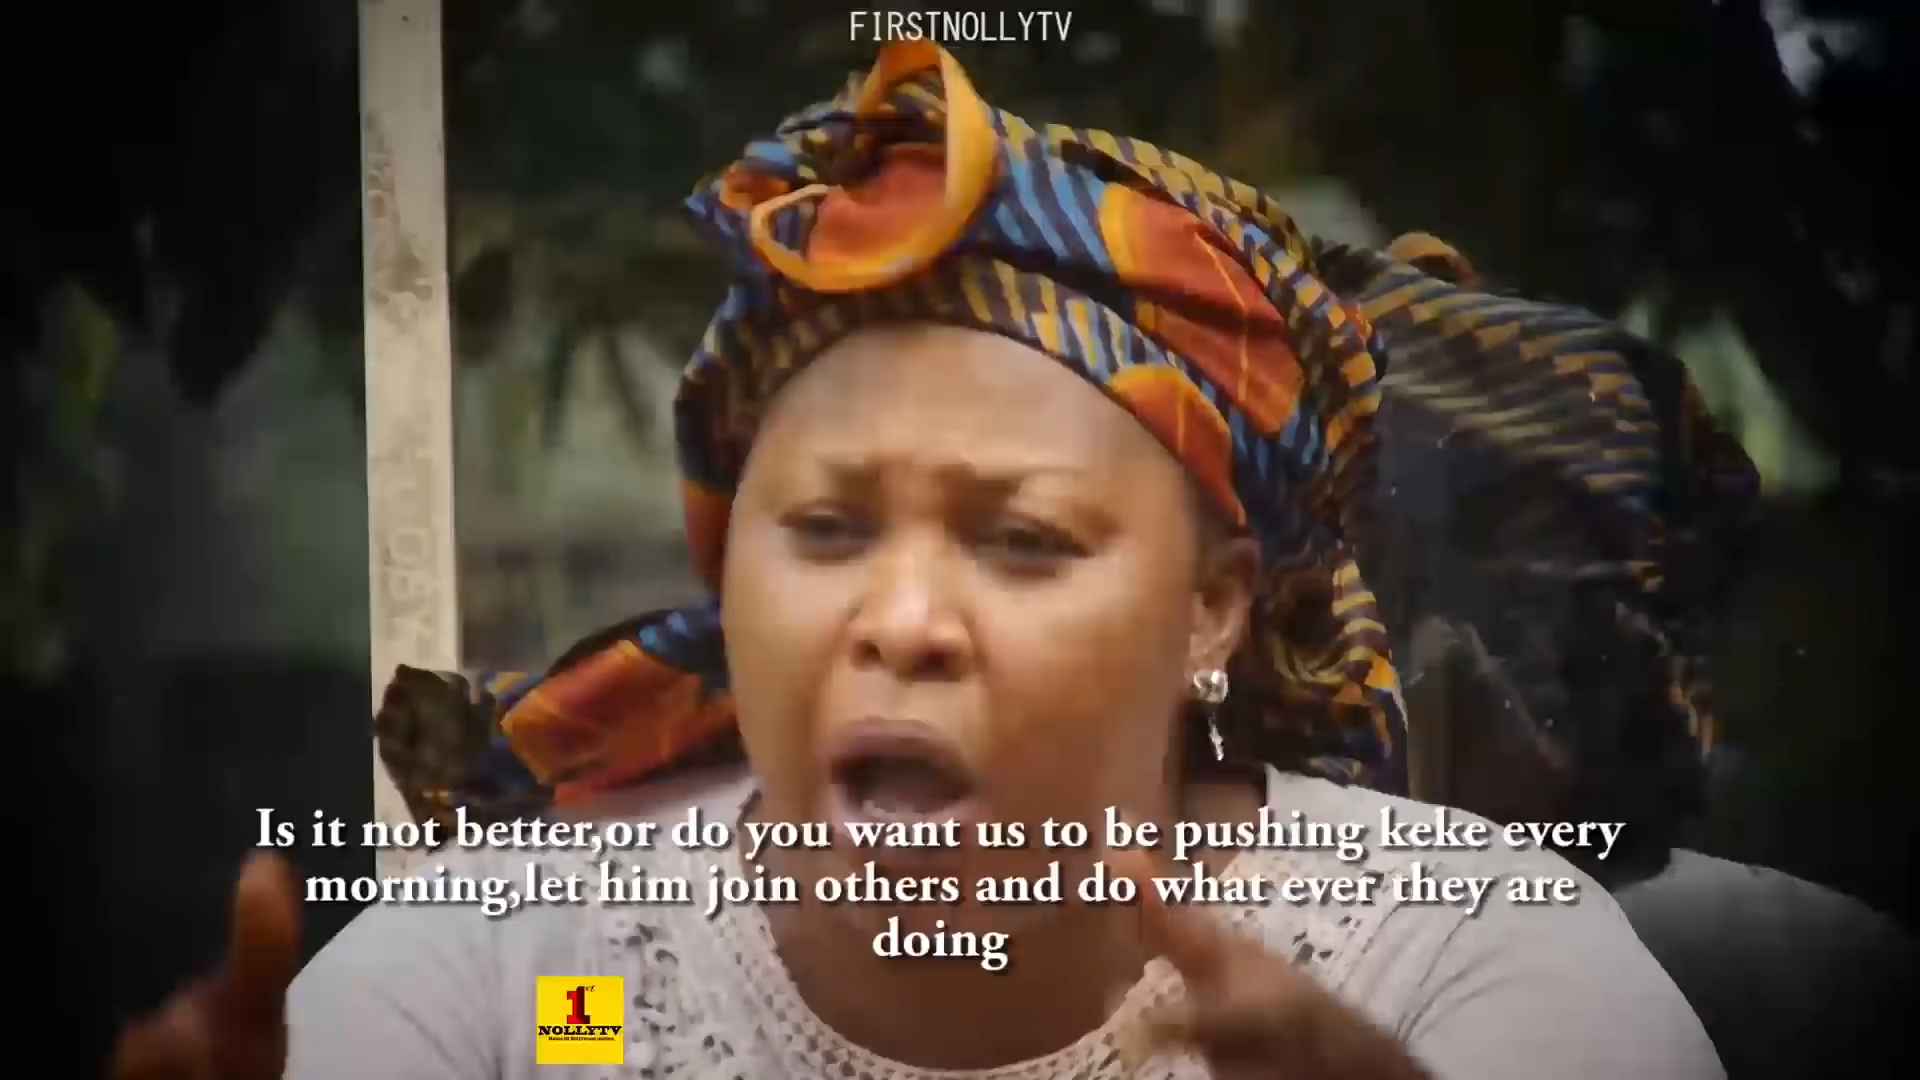 FIRSTNOLLYTV
Is it not better,or do you want us to be pushing keke every
morning,let him join others and do what ever they are
doing
1st
NOLLYTV